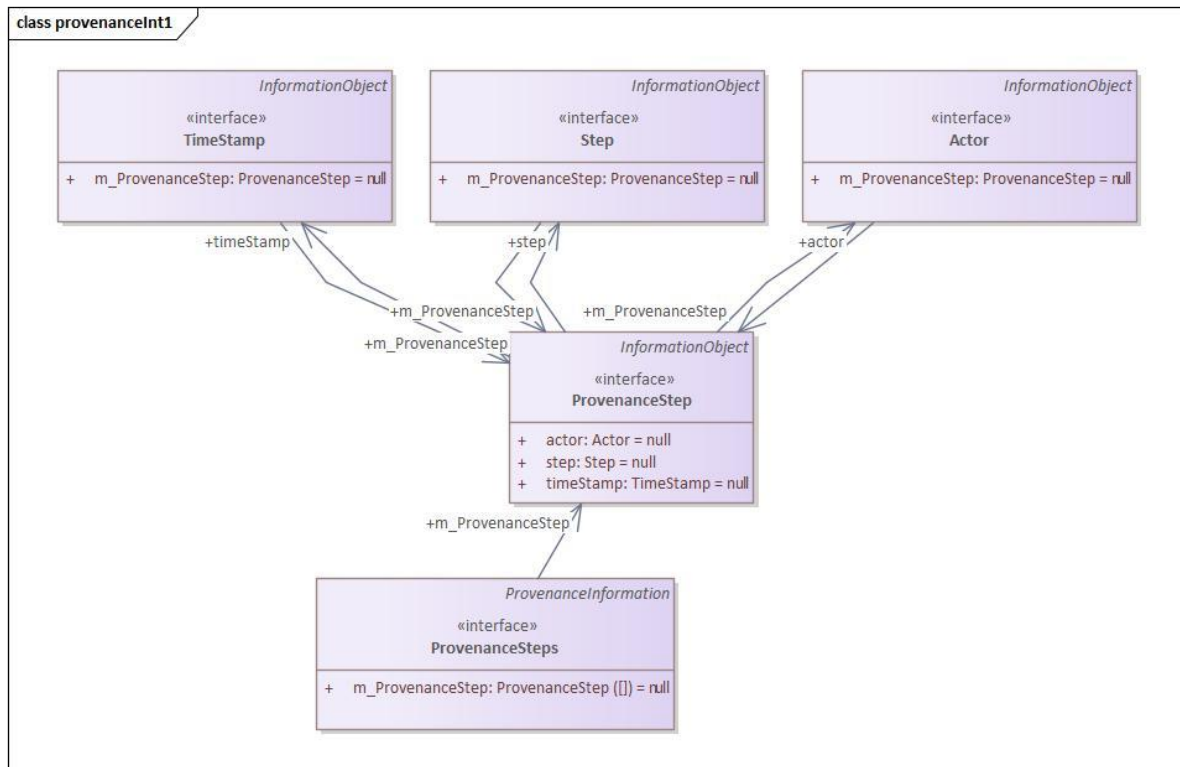 class provenanceInt1
InformationObject
«interface»
TimeStamp
+ m_ProvenanceStep: ProvenanceStep = null
InformationObject
«interface»
Step
+ m_ProvenanceStep: ProvenanceStep = null
InformationObject
«interface»
Actor
+ m_ProvenanceStep: ProvenanceStep = null
+timeStamp
+step
+actor
+m_ProvenanceStep
+m_ProvenanceStep
+m_ProvenanceStep
InformationObject
«interface»
ProvenanceStep
+ actor: Actor = null
+ step: Step = null
+ timeStamp: TimeStamp = null
+m_ProvenanceStep
ProvenanceInformation
«interface»
ProvenanceSteps
+ m_ProvenanceStep: ProvenanceStep ([]) = null